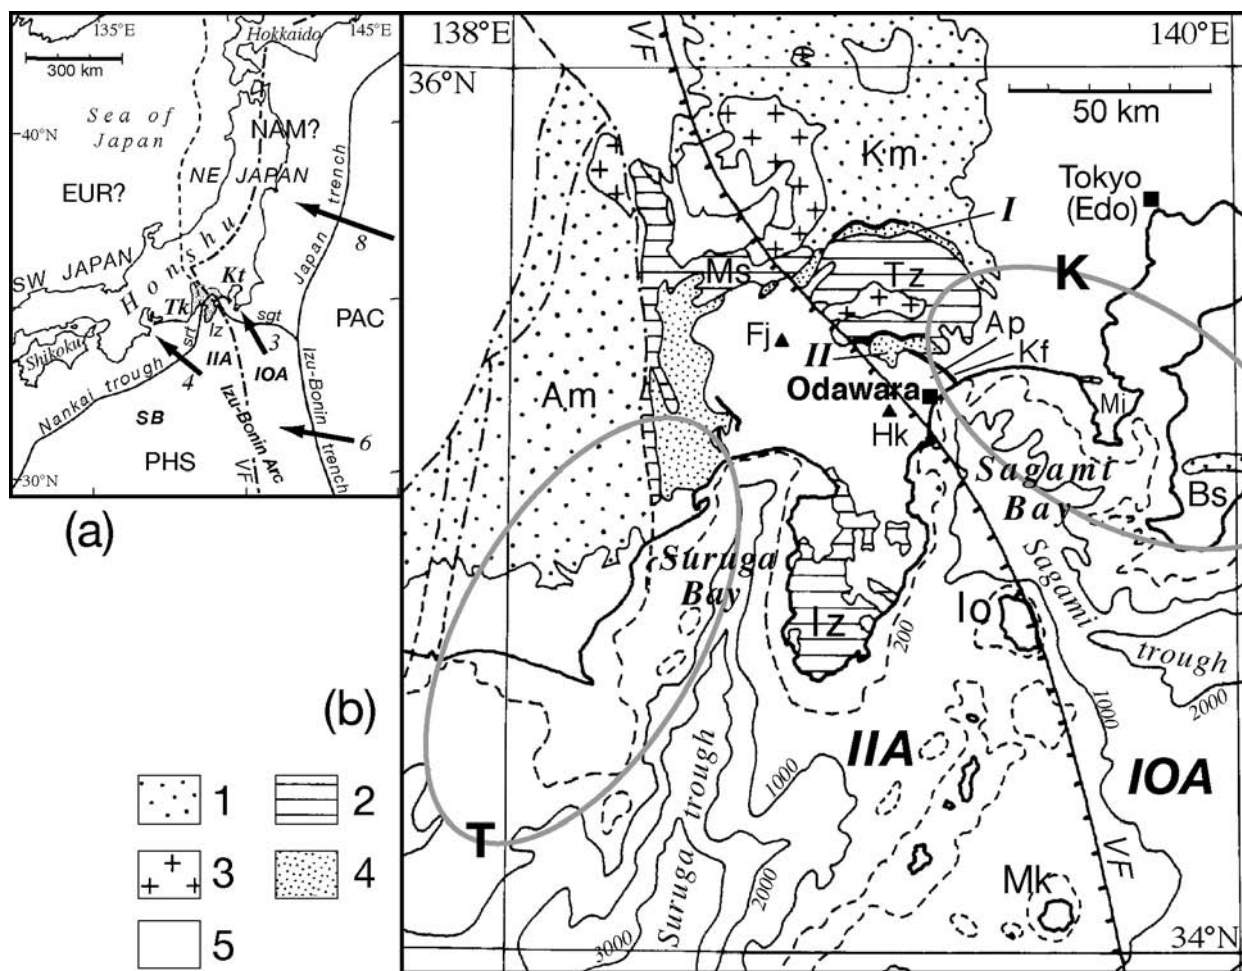 135°E
145°E
Hokkaido
300 km
Sea of
Japan
40°N
NAM?
NE JAPAN
EUR?
Japan trench
8
SW JAPAN
Honshu
Kt
Tk
PAC
srt
Iz
sgt
3
Shikoku
IIA
IOA
4
Nankai trough
SB
Izu-Bonin Arc
Izu-Bonin trench
6
PHS
VF
30°N
(a)
138°E
VF
140°E
36°N
50 km
Km
Tokyo
(Edo)
I
Ms
Tz
K
Fj
Ap
II
Kf
Am
Odawara
Mi
Hk
Sagami
Bay
Bs
Suruga
Bay
Sagami
trough
Iz
Io
200
1000
2000
(b)
IIA
IOA
Suruga
trough
1000
T
2000
3000
VF
Mk
34°N
1
2
3
4
5